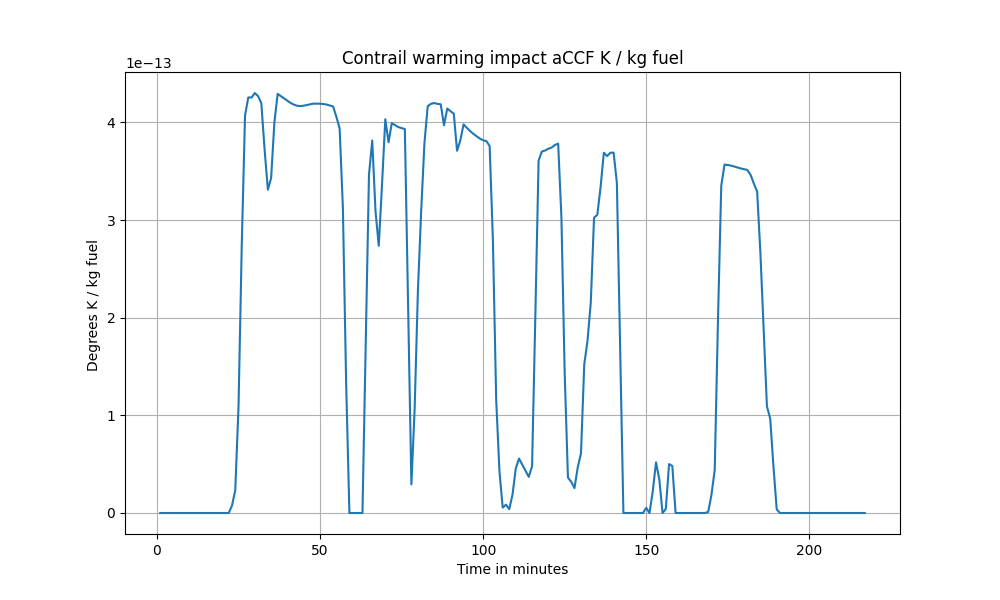 Contrail warming impact aCCF K / kg fuel
1e−13
4
3
2
1
0
Degrees K / kg fuel
0 50 100 150 200
Time in minutes